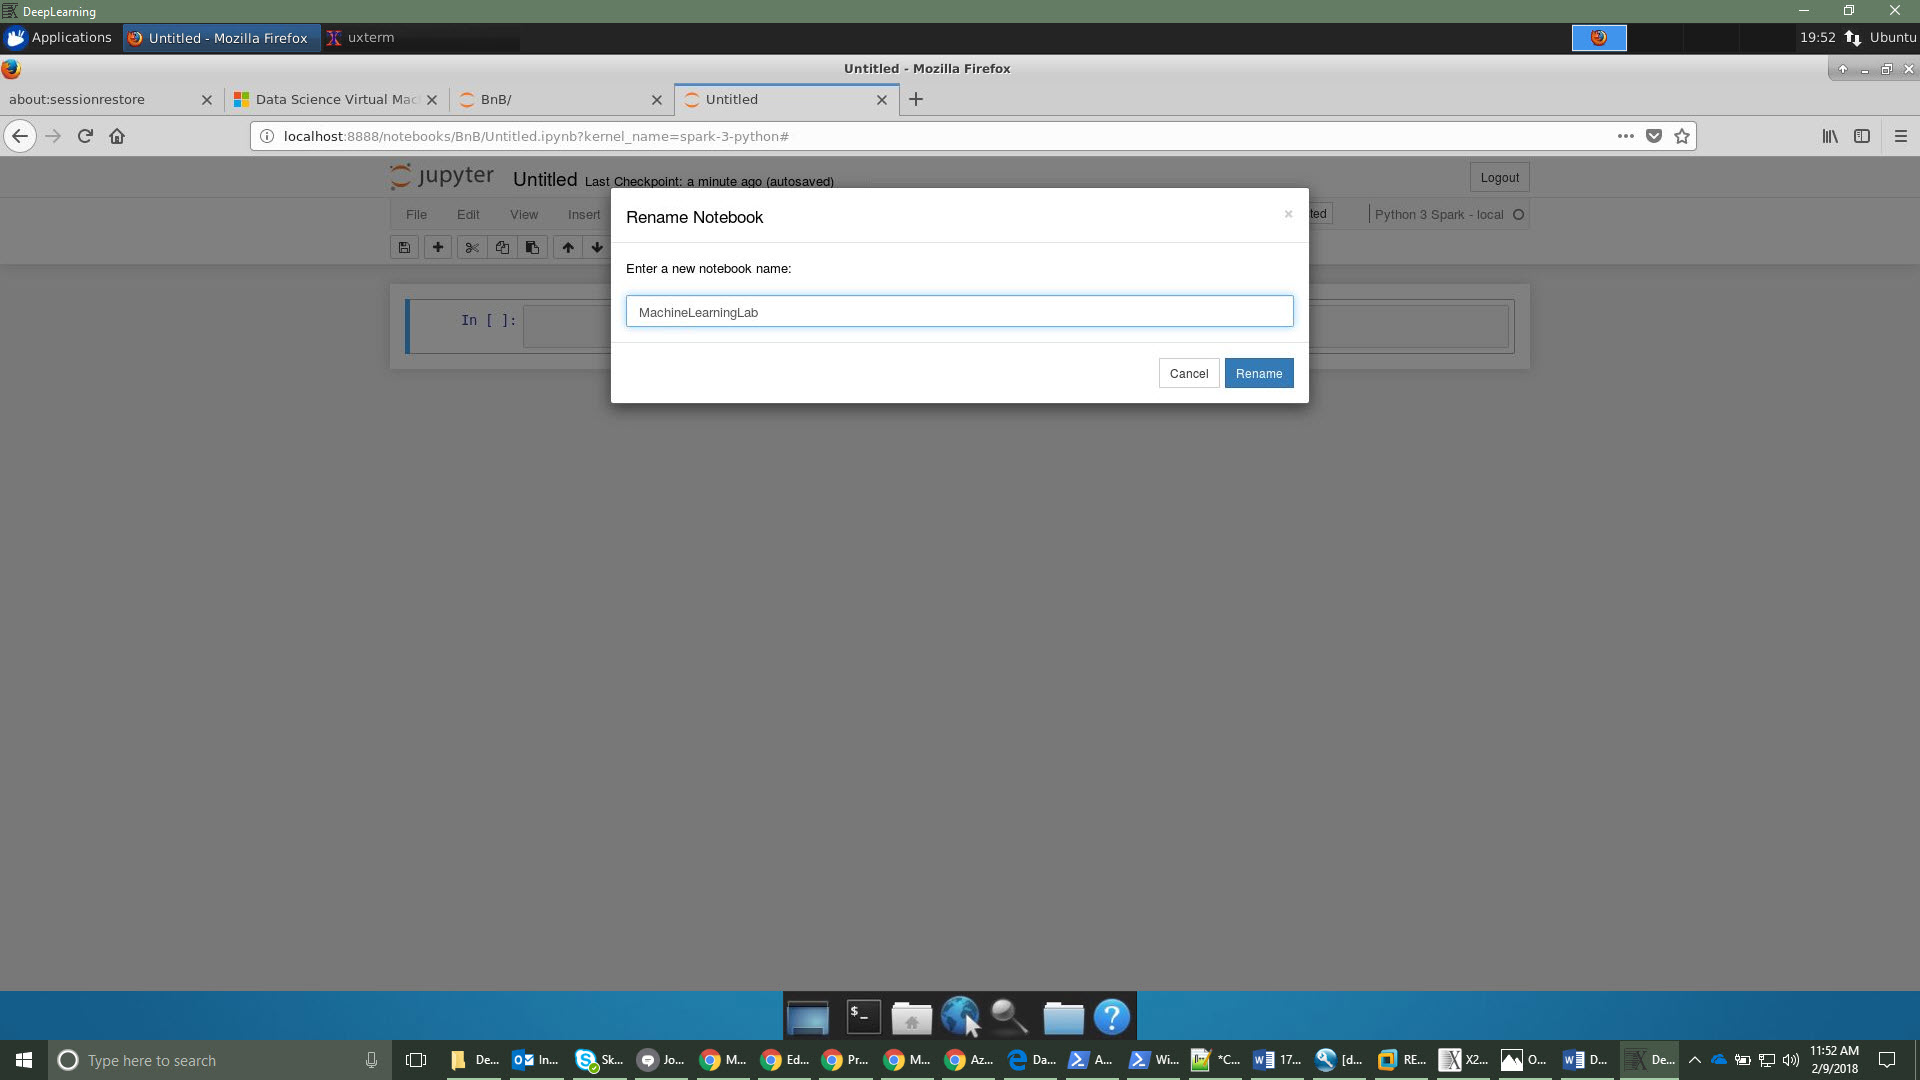 DeepLearning
Applications
Untitled - Mozilla Firefox
uxterm
19:52
Ubuntu
Untitled - Mozilla Firefox
about:sessionrestore
Data Science Virtual Mac
BnB/
Untitled
localhost:8888/notebooks/BnB/Untitled.ipynb?kernel_name=spark-3-python#
jupyter
Untitled
Last Checkpoint: a minute ago (autosaved)
Logout
File
Edit
View
Insert
ted
Python 3 Spark - local
Rename Notebook
×
Enter a new notebook name:
MachineLearningLab
Cancel
Rename
In [ ]:
$_
?
Type here to search
De...
In...
Sk...
Jo...
M...
Ed...
Pr...
M...
Az...
Da...
A...
Wi...
*C...
17...
[d...
RE...
X2...
O...
D...
De...
11:52 AM
2/9/2018